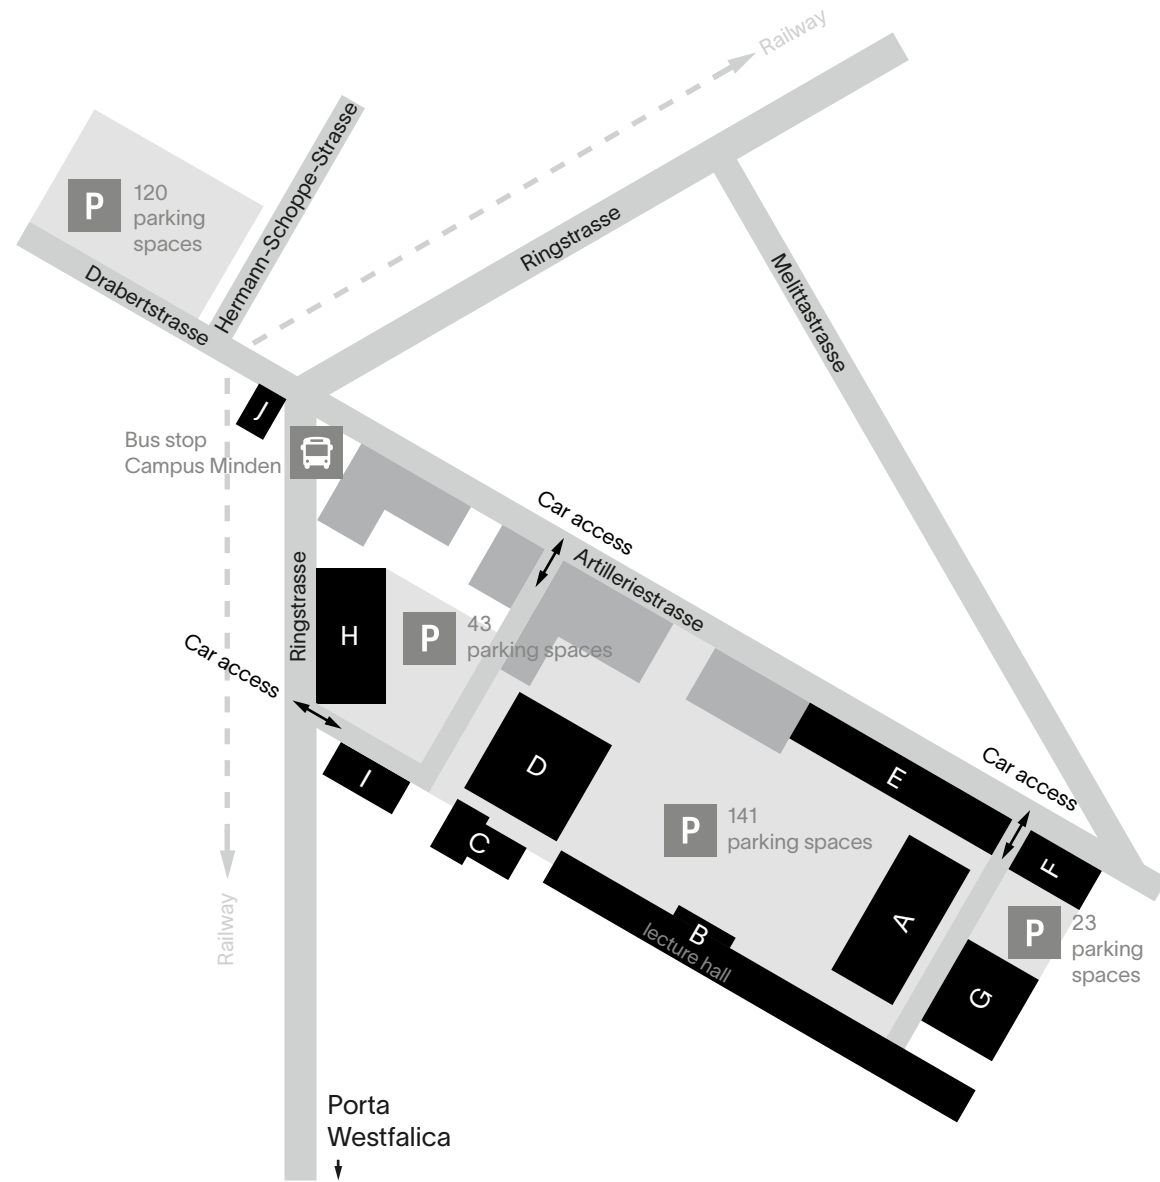 Railway
Hermann-Schoppe-Strasse
P
120
parking
spaces
Ringstrasse
Drabertstrasse
Melittastrasse
J
Bus stop
Campus Minden
Car access
Artilleriestrasse
Ringstrasse
H
P
43
parking spaces
Car access
I
D
E
Car access
P
141
parking spaces
C
F
A
B
lecture hall
P
23
parking
spaces
G
Railway
Porta
Westfalica